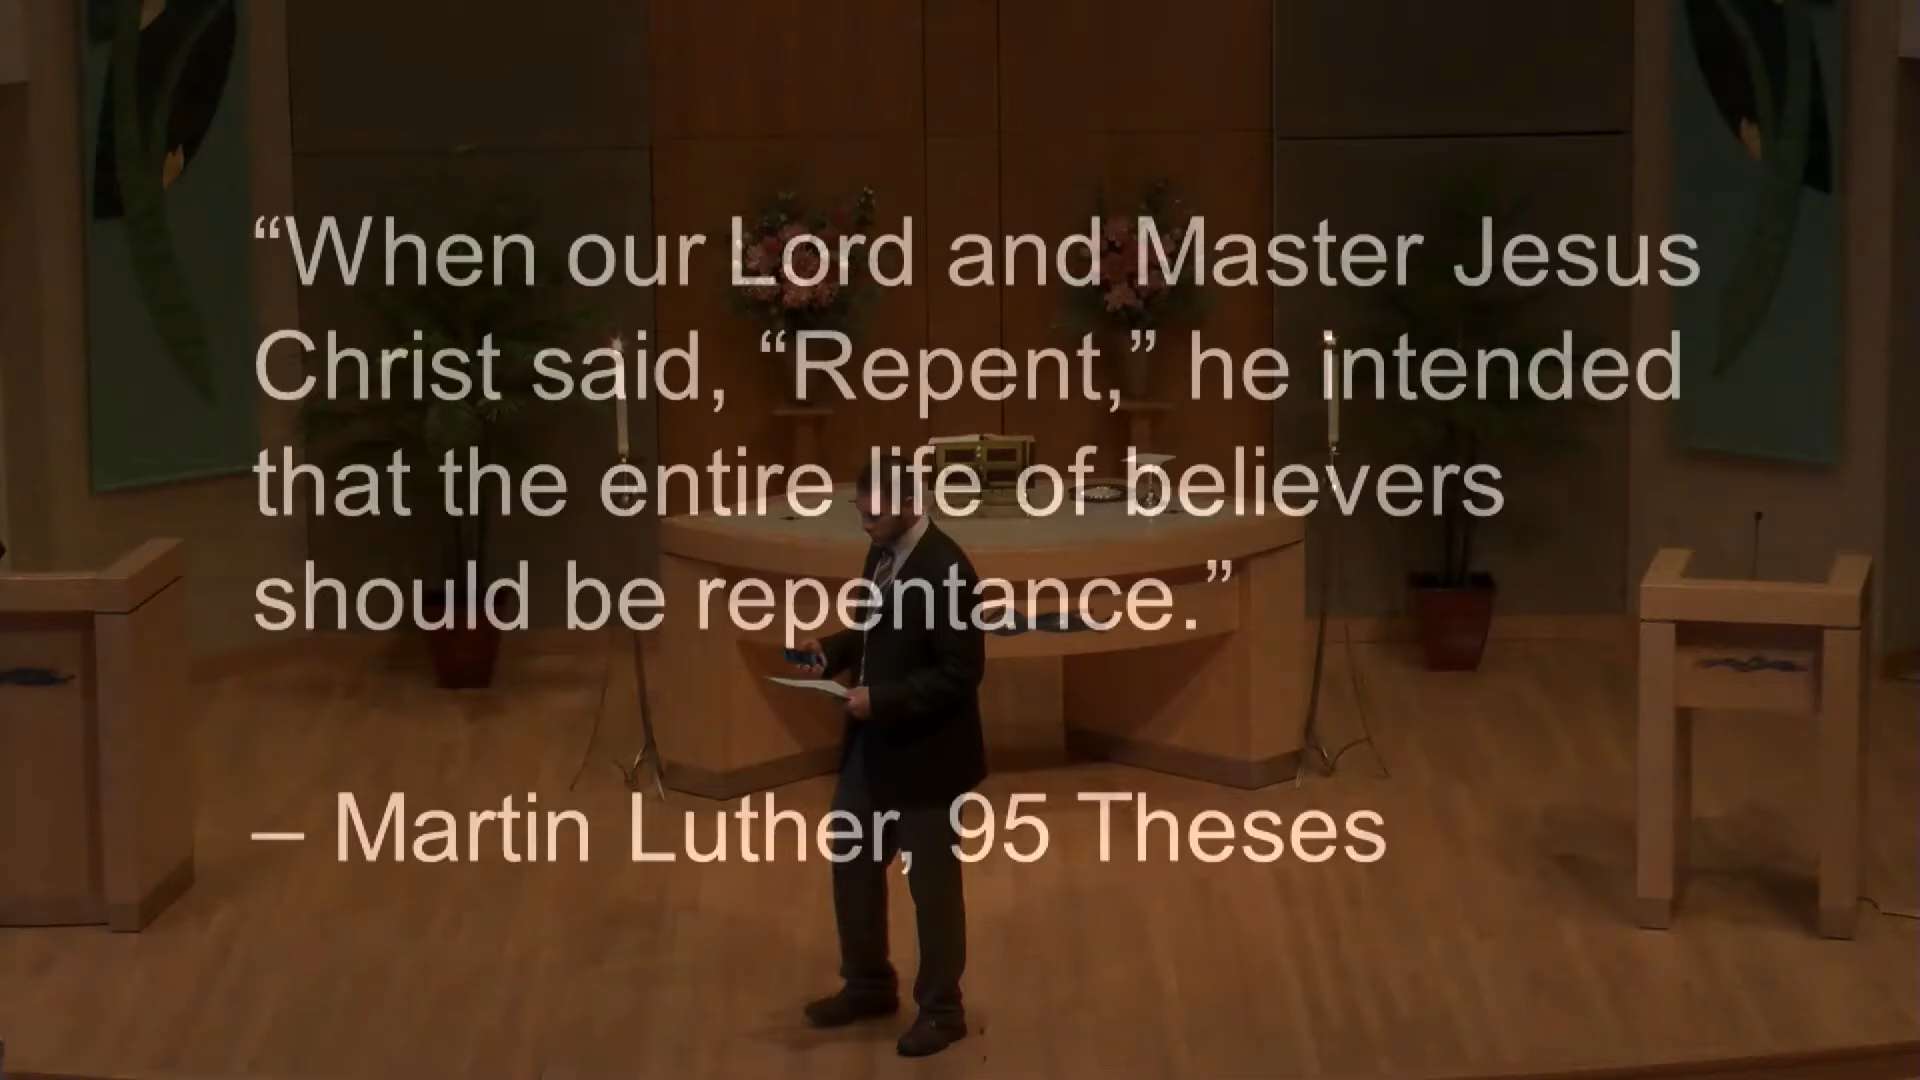 “When our Lord and Master Jesus
Christ said, “Repent,” he intended
that the entire life of believers
should be repentance.”
– Martin Luther, 95 Theses